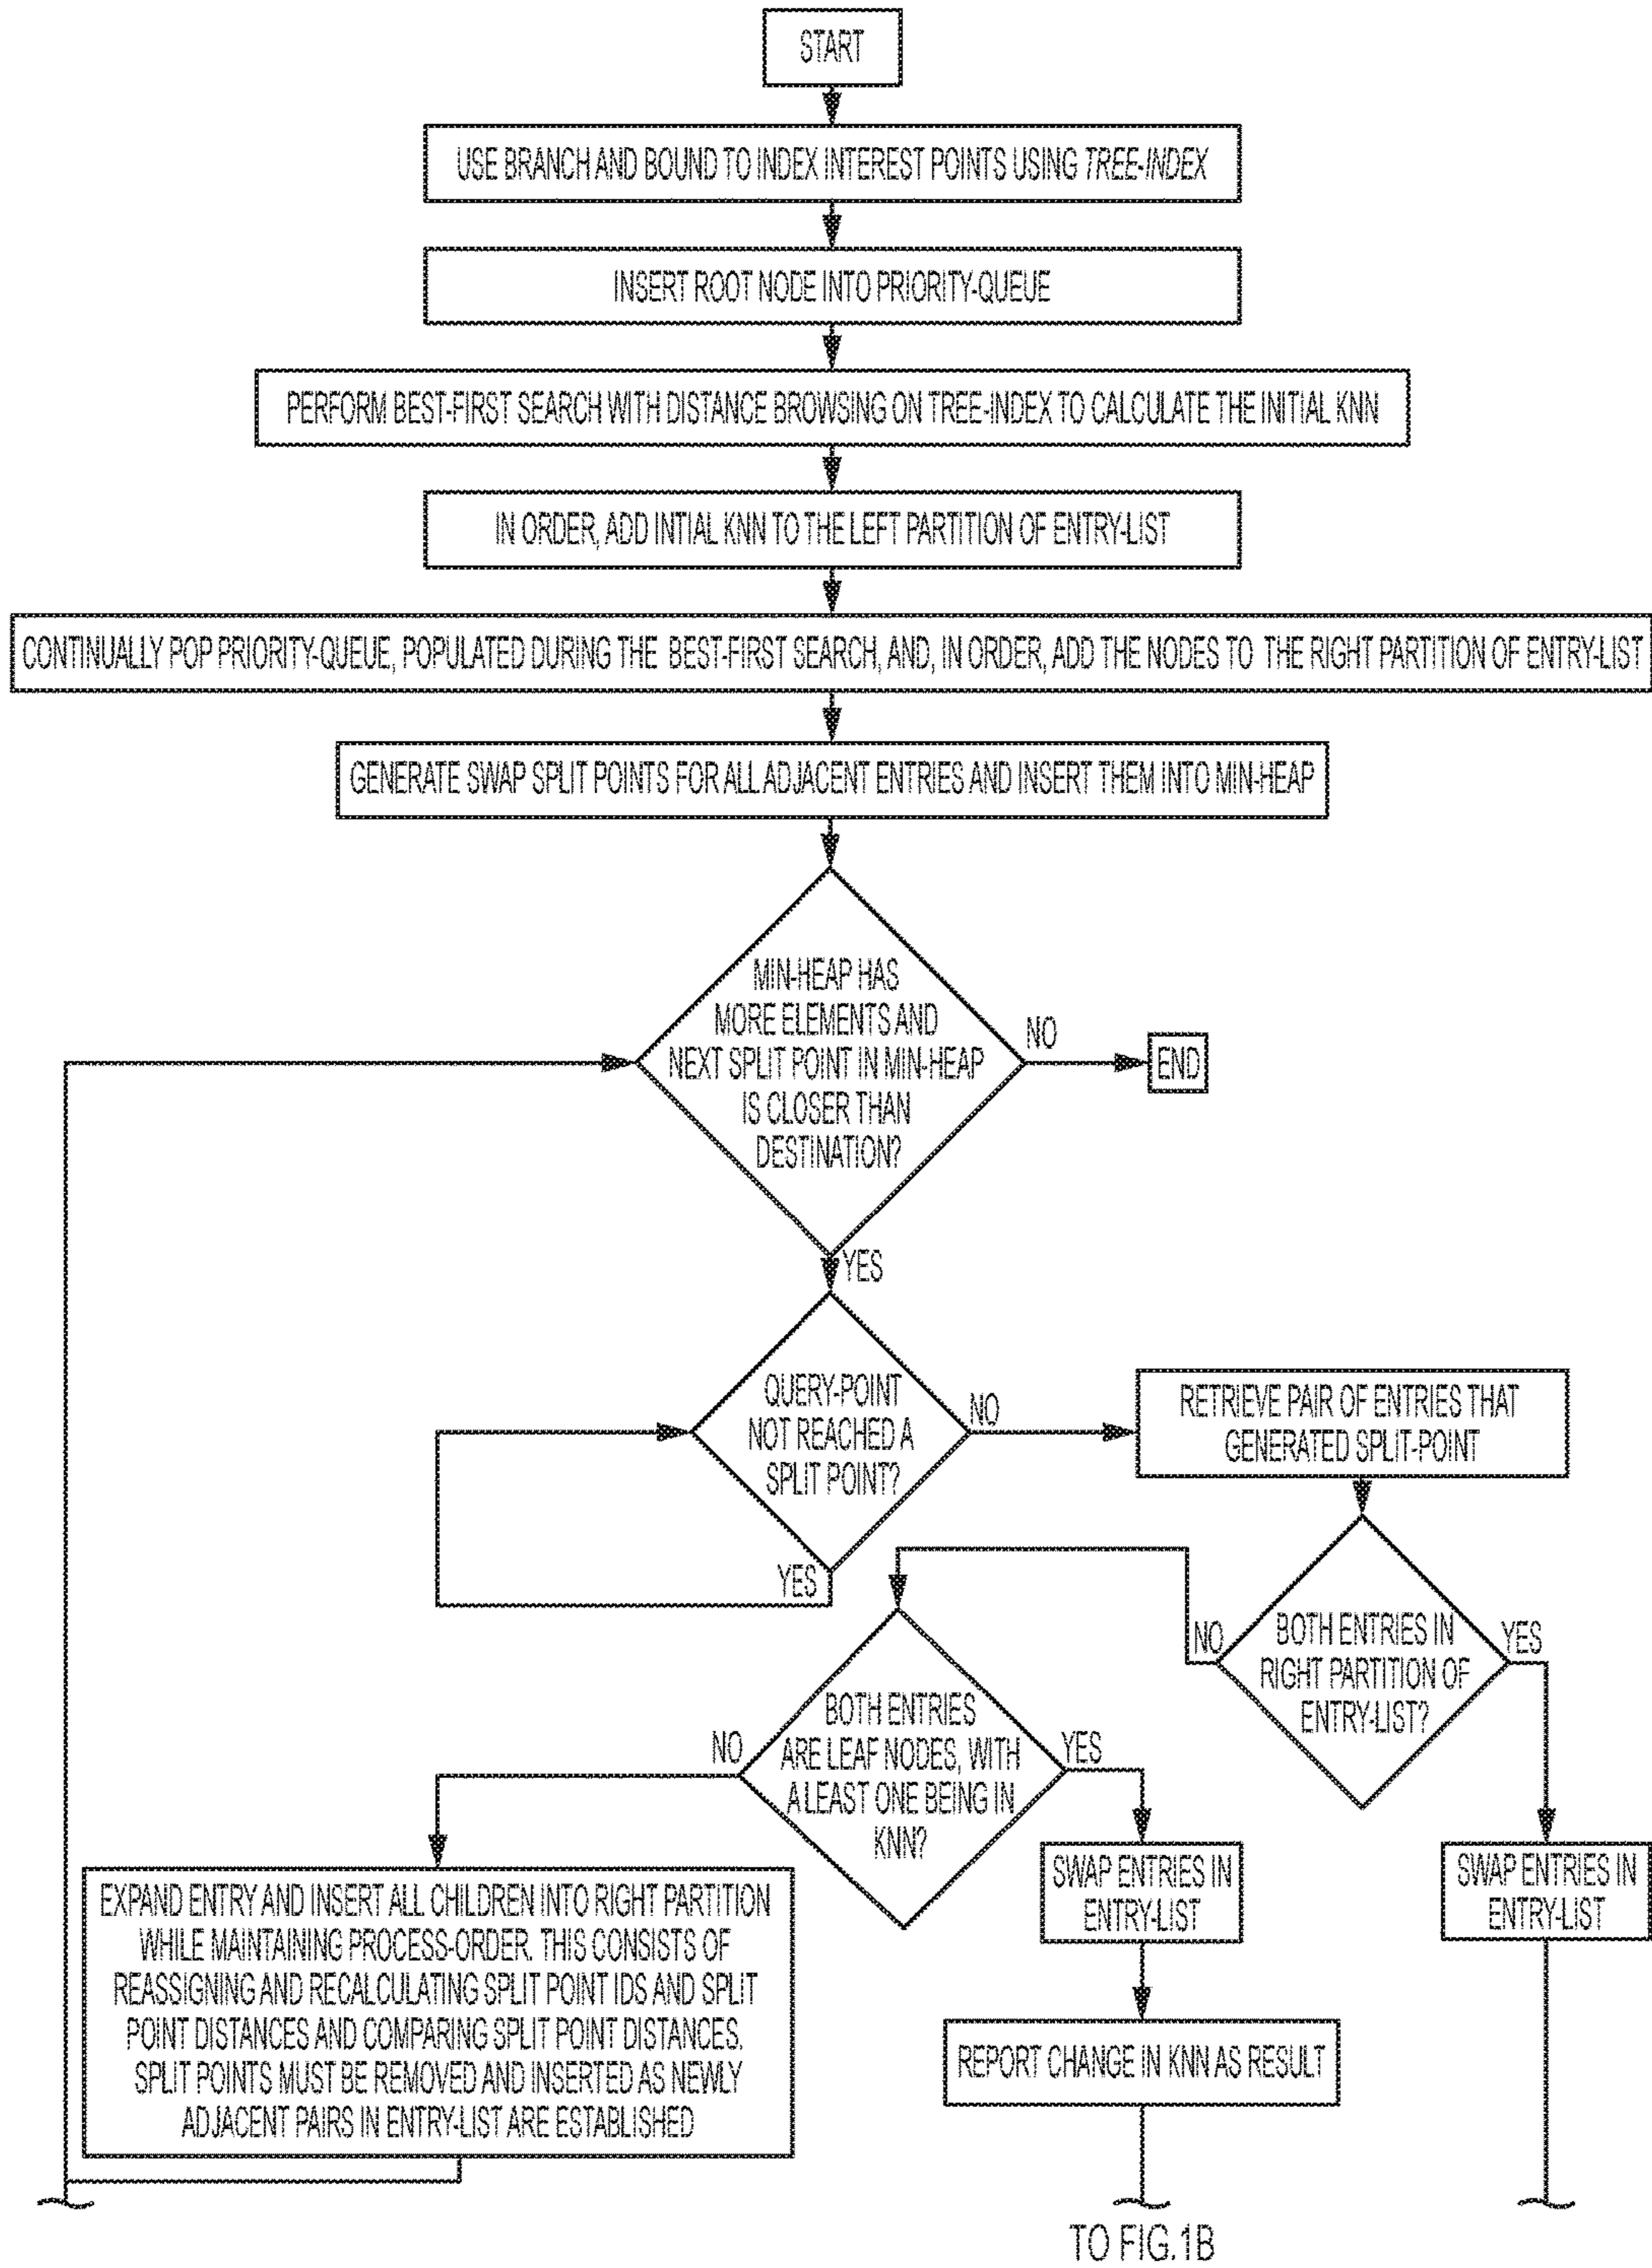 START
USE BRANCH AND BOUND TO INDEX INTEREST POINTS USING TREE-INDEX
INSERT ROOT NODE INTO PRIORITY-QUEUE
PERFORM BEST-FIRST SEARCH WITH DISTANCE BROWSING ON TREE-INDEX TO CALCULATE THE INITIAL KNN
IN ORDER, ADD INTIAL KNN TO THE LEFT PARTITION OF ENTRY-LIST
CONTINUALLY POP PRIORITY-QUEUE, POPULATED DURING THE BEST-FIRST SEARCH, AND, IN ORDER, ADD THE NODES TO THE RIGHT PARTITION OF ENTRY-LIST
GENERATE SWAP SPLIT POINTS FOR ALL ADJACENT ENTRIES AND INSERT THEM INTO MIN-HEAP
MIN-HEAP HAS
MORE ELEMENTS AND
NEXT SPLIT POINT IN MIN-HEAP
IS CLOSER THAN
DESTINATION?
NO
END
YES
QUERY-POINT
NOT REACHED A
SPLIT POINT?
NO
YES
RETRIEVE PAIR OF ENTRIES THAT
GENERATED SPLIT-POINT
BOTH ENTRIES IN
RIGHT PARTITION OF
ENTRY-LIST?
NO
YES
BOTH ENTRIES
ARE LEAF NODES, WITH
A LEAST ONE BEING IN
KNN?
NO
YES
EXPAND ENTRY AND INSERT ALL CHILDREN INTO RIGHT PARTITION
WHILE MAINTAINING PROCESS-ORDER. THIS CONSISTS OF
REASSIGNING AND RECALCULATING SPLIT POINT IDS AND SPLIT
POINT DISTANCES AND COMPARING SPLIT POINT DISTANCES.
SPLIT POINTS MUST BE REMOVED AND INSERTED AS NEWLY
ADJACENT PAIRS IN ENTRY-LIST ARE ESTABLISHED
SWAP ENTRIES IN
ENTRY-LIST
SWAP ENTRIES IN
ENTRY-LIST
REPORT CHANGE IN KNN AS RESULT
TO FIG.1B